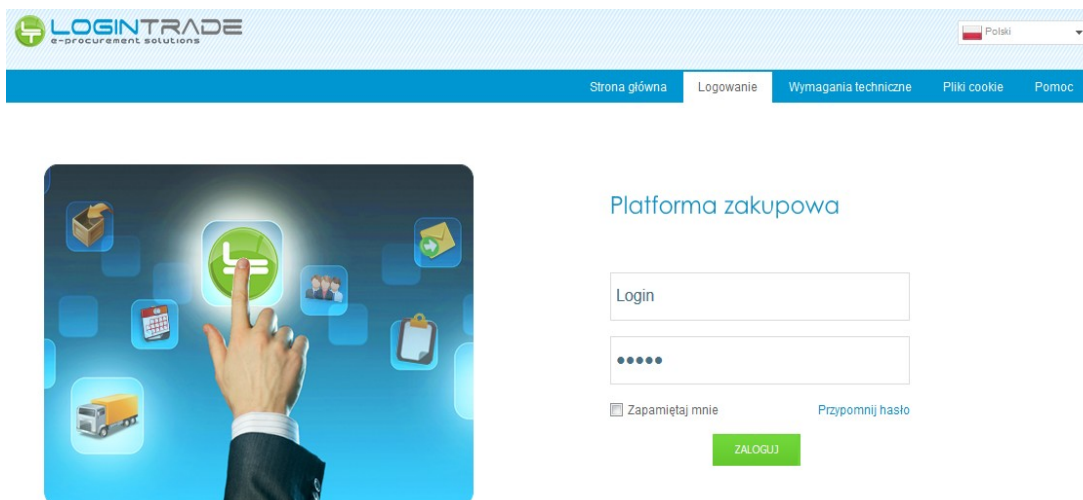 LOGINTRADE
e-procurement solutions
Polski
Strona główna Logowanie Wymagania techniczne Pliki cookie Pomoc
Platforma zakupowa
Login
•••••
Zapamiętaj mnie Przypomnij hasło
ZALOGUJ